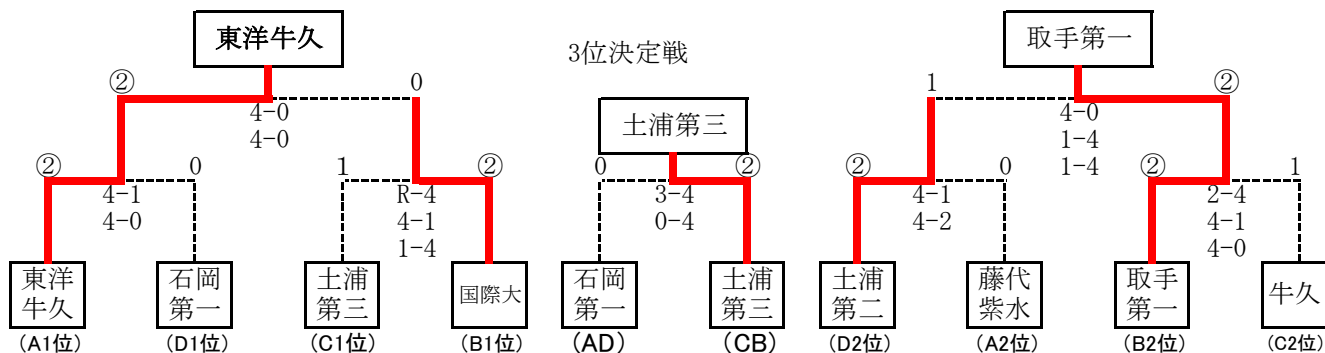 東洋牛久
取手第一
3位決定戦
② 0 1 ②
4-0
4-0
4-0
1-4
1-4
土浦第三
② 0 1 ② 0 ② ② 0 ② 1
4-1
4-0
R-4
4-1
1-4
3-4
0-4
4-1
4-2
2-4
4-1
4-0
東洋
牛久
石岡
第一
土浦
第三
国際大
石岡
第一
土浦
第三
土浦
第二
藤代
紫水
取手
第一
牛久
(A1位) (D1位) (C1位) (B1位) (AD) (CB) (D2位) (A2位) (B2位) (C2位)